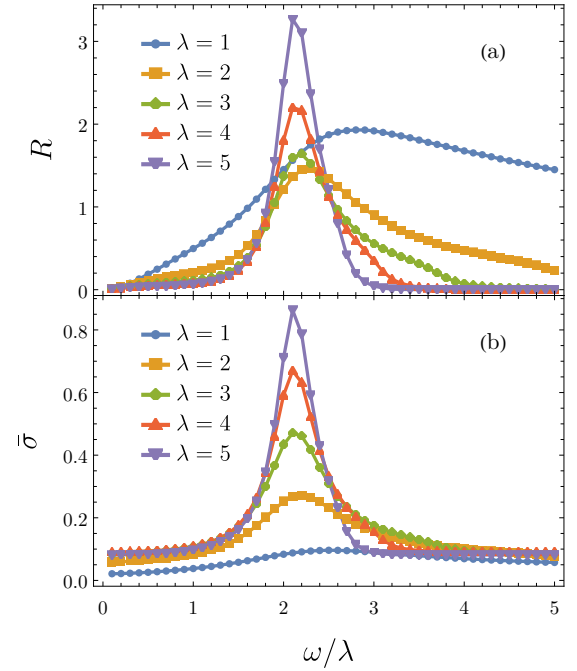 3
2
1
0
R
λ = 1
λ = 2
λ = 3
λ = 4
λ = 5
(a)
0.8
0.6
0.4
0.2
0.0
σ̄
λ = 1
λ = 2
λ = 3
λ = 4
λ = 5
(b)
0 1 2 3 4 5
ω/λ